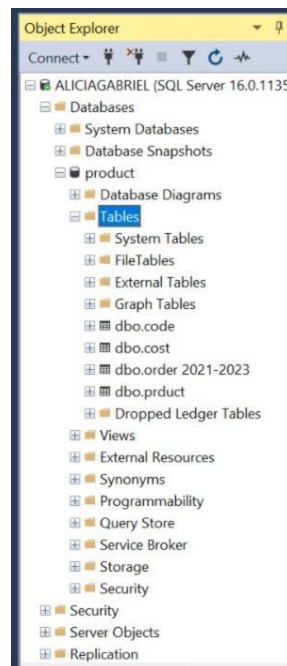 Object Explorer
Connect
ALICIAGABRIEL (SQL Server 16.0.1135
Databases
System Databases
Database Snapshots
product
Database Diagrams
Tables
System Tables
FileTables
External Tables
Graph Tables
dbo.code
dbo.cost
dbo.order 2021-2023
dbo.prduct
Dropped Ledger Tables
Views
External Resources
Synonyms
Programmability
Query Store
Service Broker
Storage
Security
Security
Server Objects
Replication